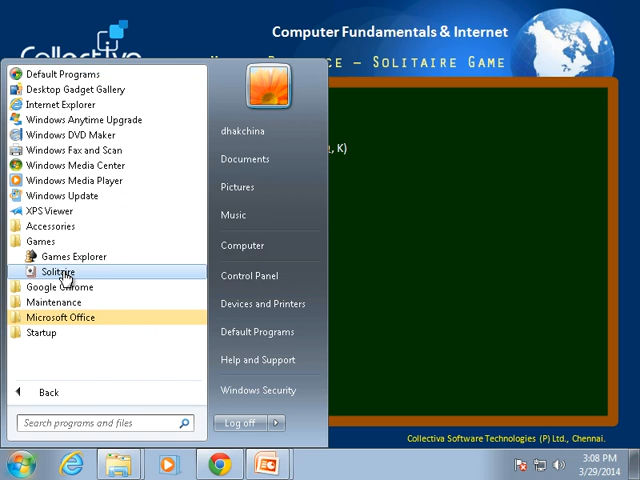 Computer Fundamentals & Internet
Collectiva
– SOLITAIRE GAME
Default Programs
Desktop Gadget Gallery
Internet Explorer
Windows Anytime Upgrade
Windows DVD Maker
Windows Fax and Scan
Windows Media Center
Windows Media Player
Windows Update
XPS Viewer
Accessories
Games
Games Explorer
Solitaire
Google Chrome
Maintenance
Microsoft Office
Startup
Back
Search programs and files
dhakchina
Documents
Pictures
Music
Computer
Control Panel
Devices and Printers
Default Programs
Help and Support
Windows Security
Log off
, K)
Collectiva Software Technologies (P) Ltd., Chennai.
3:08 PM
3/29/2014